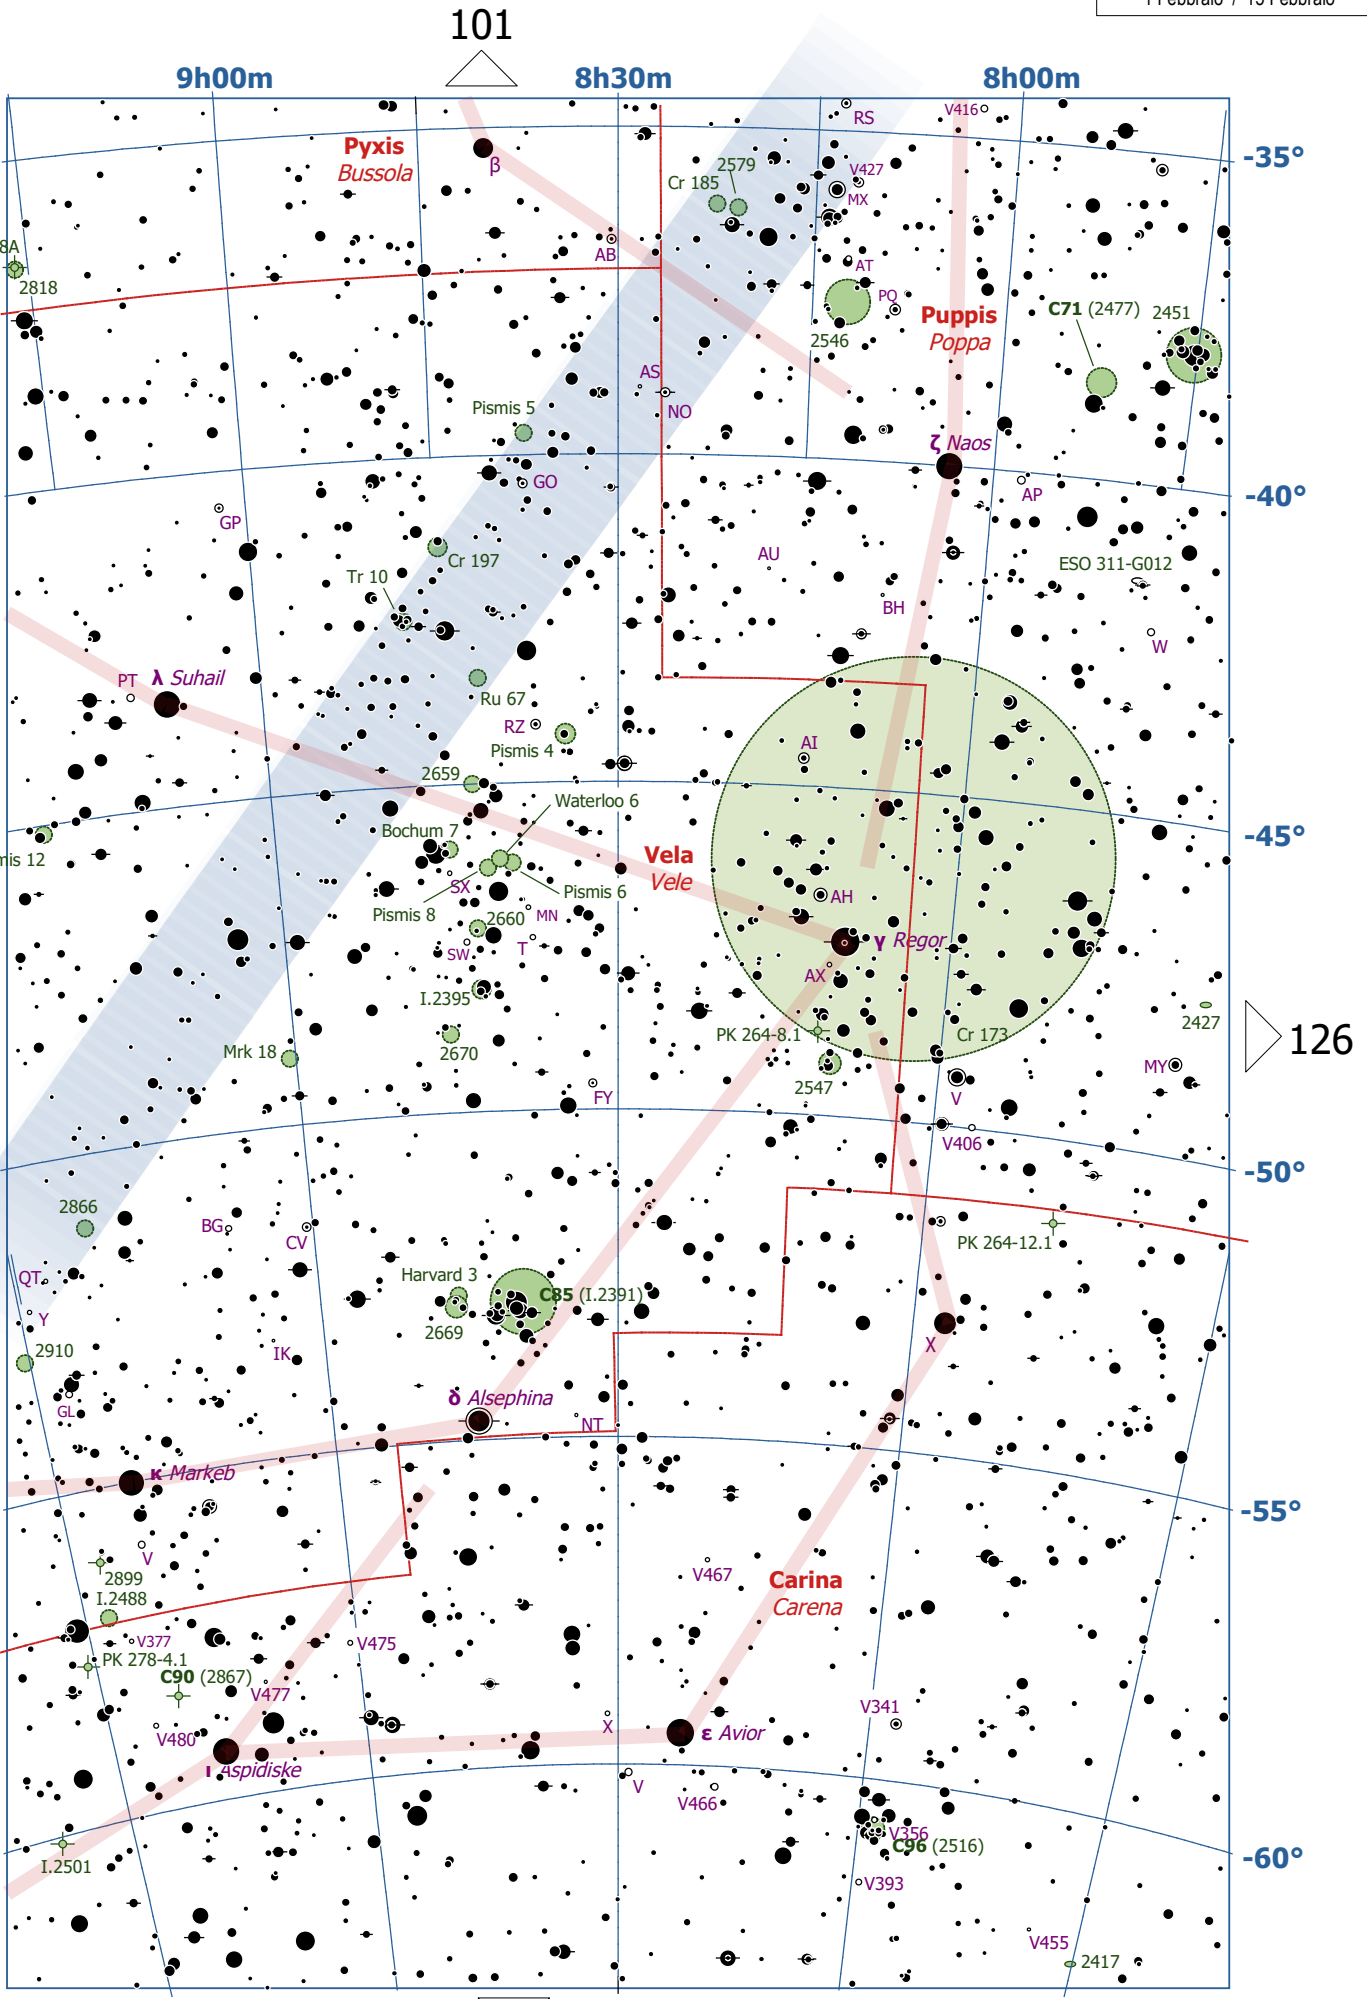 1 Febbraio / 15 Febbraio
101
9h00m
8h30m
8h00m
RS
V416
Pyxis
Bussola
β
-35°
2579
Cr 185
V427
MX
AB
8A
2818
AT
PQ
Puppis
Poppa
C71 (2477)
2451
2546
AS
NO
Pismis 5
ζ Naos
GO
AP
-40°
GP
Cr 197
AU
ESO 311-G012
Tr 10
BH
W
PT
λ Suhail
Ru 67
RZ
Pismis 4
AI
2659
Waterloo 6
Bochum 7
-45°
mis 12
Vela
Vele
SX
Pismis 6
AH
Pismis 8
2660
MN
SW
T
γ Regor
AX
I.2395
PK 264-8.1
Cr 173
2427
126
Mrk 18
2670
2547
MY
FY
V
V406
-50°
2866
BG
CV
PK 264-12.1
QT
Y
Harvard 3
C85 (I.2391)
2669
2910
IK
X
GL
δ Alsephina
NT
κ Markeb
-55°
V
2899
V467
Carina
Carena
I.2488
V377
V475
PK 278-4.1
C90 (2867)
V477
V480
X
ε Avior
V341
ι Aspidiske
V
V466
V356
C96 (2516)
-60°
I.2501
V393
V455
2417